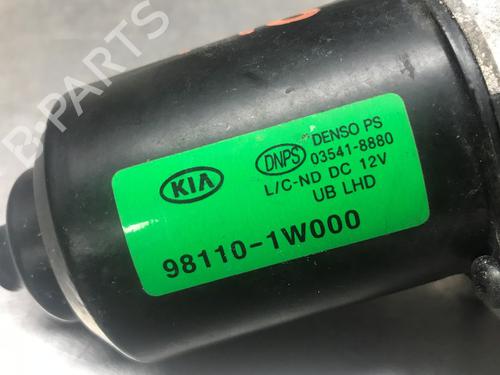 B-PARTS
KIA
DNPS
DENSO PS
03541-8880
L/C-ND DC 12V
UB LHD
98110-1W000